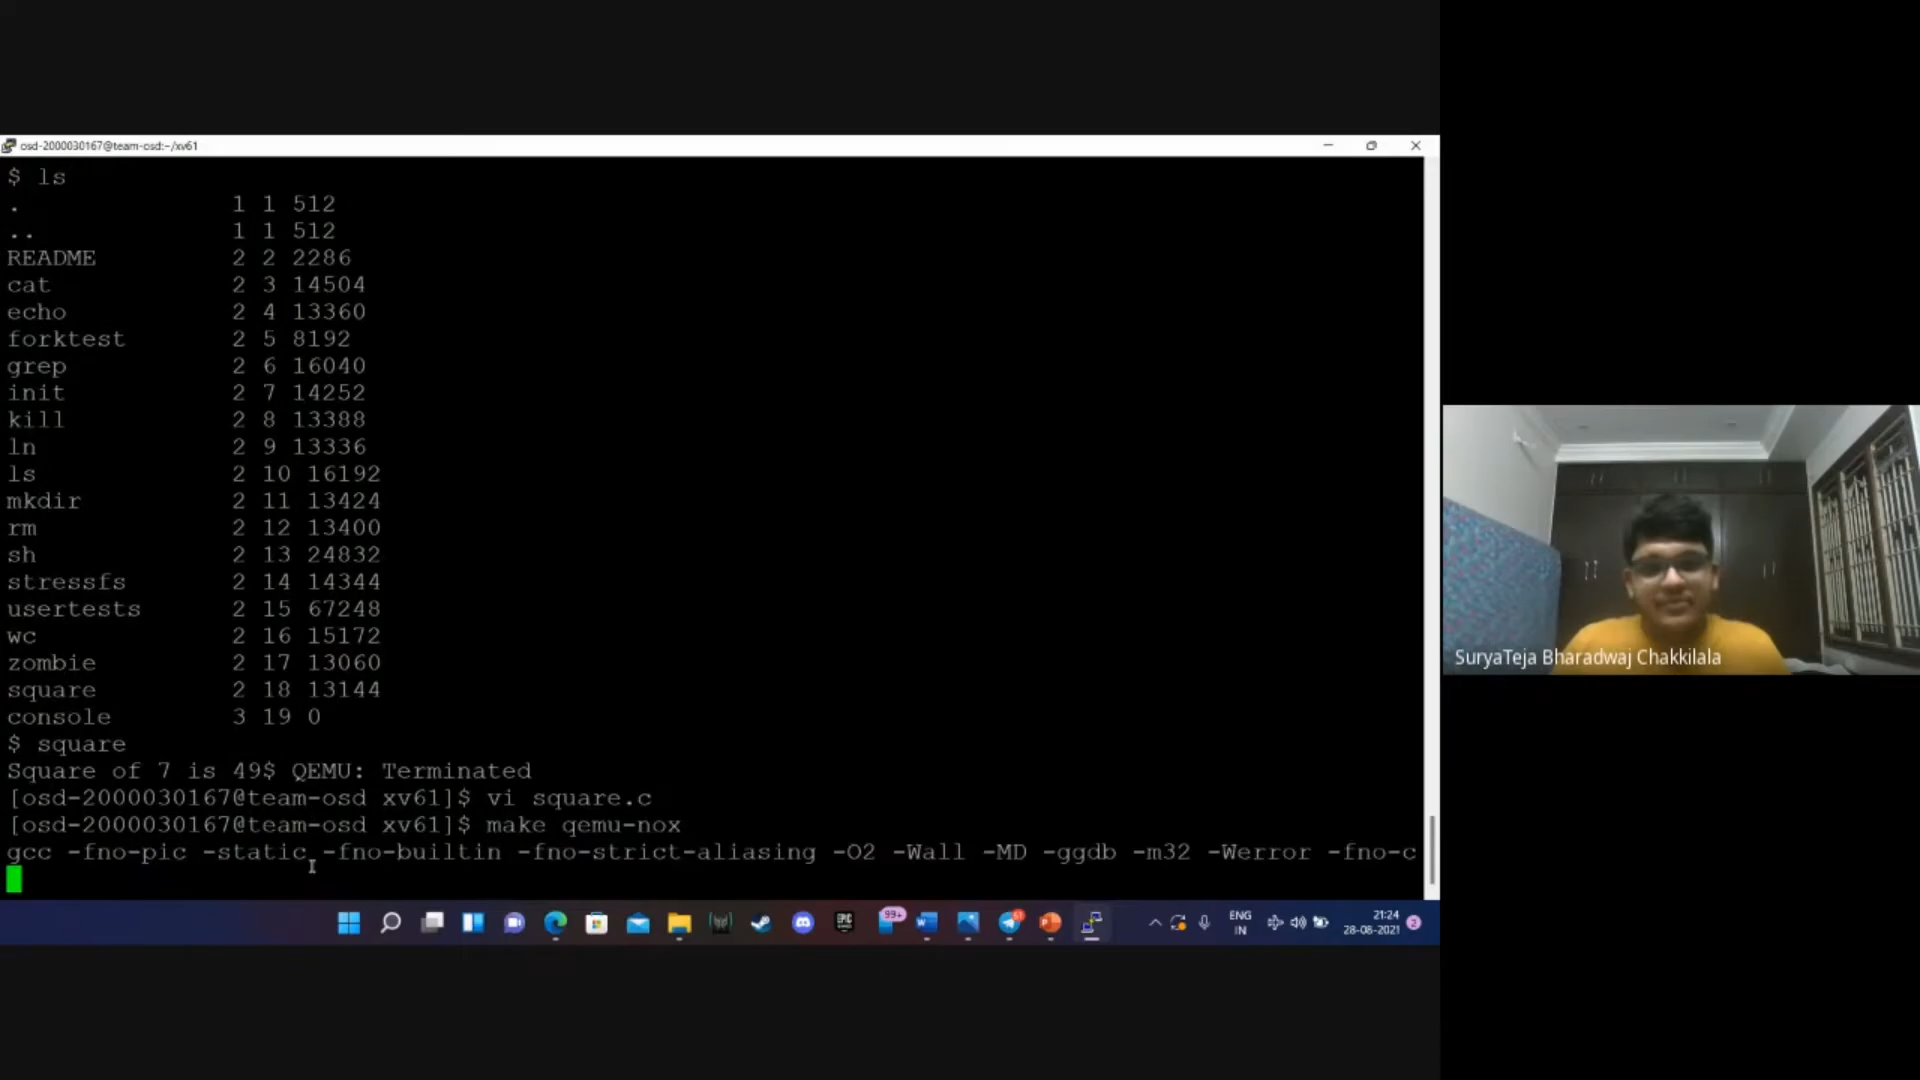 osd-2000030167@team-osd:~/xv61
$ ls
. 1 1 512
.. 1 1 512
README 2 2 2286
cat 2 3 14504
echo 2 4 13360
forktest 2 5 8192
grep 2 6 16040
init 2 7 14252
kill 2 8 13388
ln 2 9 13336
ls 2 10 16192
mkdir 2 11 13424
rm 2 12 13400
sh 2 13 24832
stressfs 2 14 14344
usertests 2 15 67248
wc 2 16 15172
zombie 2 17 13060
square 2 18 13144
console 3 19 0
$ square
Square of 7 is 49$ QEMU: Terminated
[osd-2000030167@team-osd xv61]$ vi square.c
[osd-2000030167@team-osd xv61]$ make qemu-nox
gcc -fno-pic -static -fno-builtin -fno-strict-aliasing -O2 -Wall -MD -ggdb -m32 -Werror -fno-c
SuryaTeja Bharadwaj Chakkilala
99+
EPIC
ENG
IN
21:24
28-08-2021
2